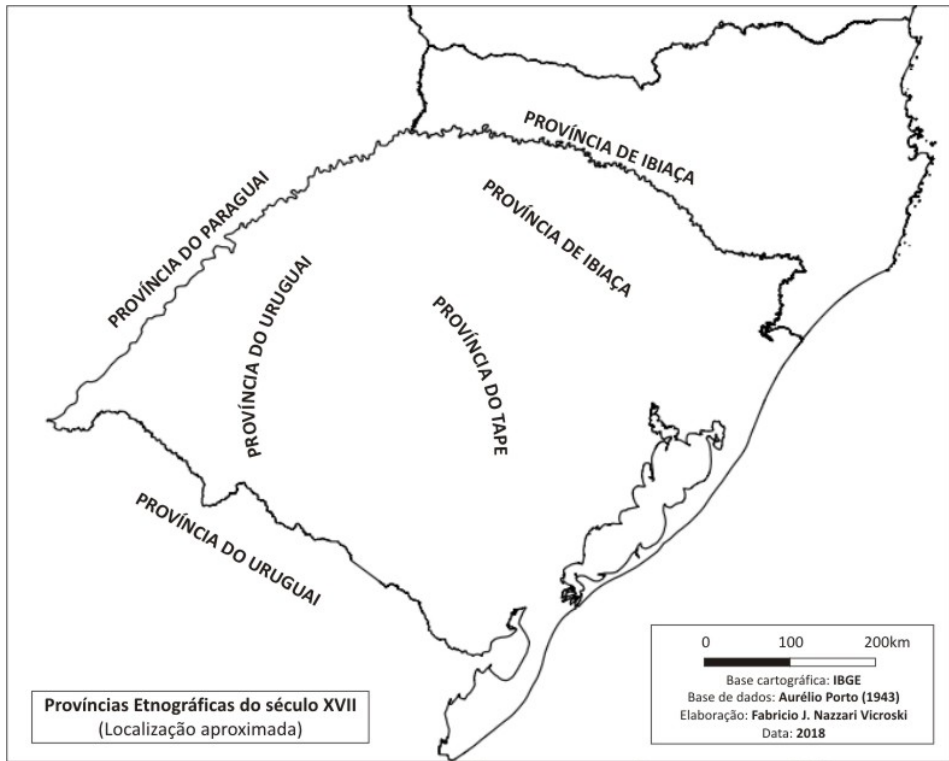 PROVÍNCIA DE IBIAÇA
PROVÍNCIA DO PARAGUAI
PROVÍNCIA DE IBIAÇA
PROVÍNCIA DO URUGUAI
PROVÍNCIA DO TAPE
PROVÍNCIA DO URUGUAI
Províncias Etnográficas do século XVII
(Localização aproximada)
0 100 200km
Base cartográfica: IBGE
Base de dados: Aurélio Porto (1943)
Elaboração: Fabricio J. Nazzari Vicroski
Data: 2018